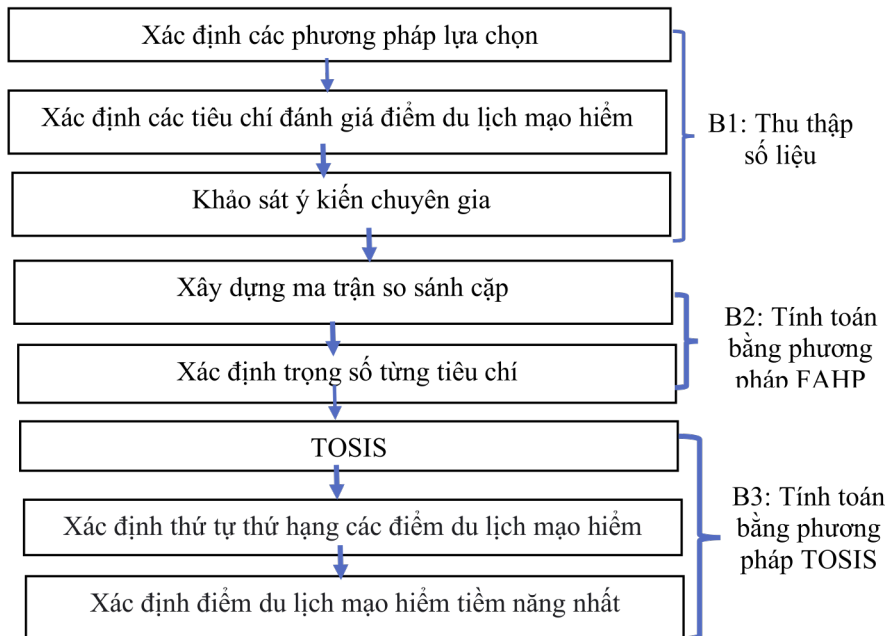 Xác định các phương pháp lựa chọn
Xác định các tiêu chí đánh giá điểm du lịch mạo hiểm
Khảo sát ý kiến chuyên gia
B1: Thu thập
số liệu
Xây dựng ma trận so sánh cặp
Xác định trọng số từng tiêu chí
B2: Tính toán
bằng phương
pháp FAHP
TOSIS
Xác định thứ tự thứ hạng các điểm du lịch mạo hiểm
Xác định điểm du lịch mạo hiểm tiềm năng nhất
B3: Tính toán
bằng phương
pháp TOSIS